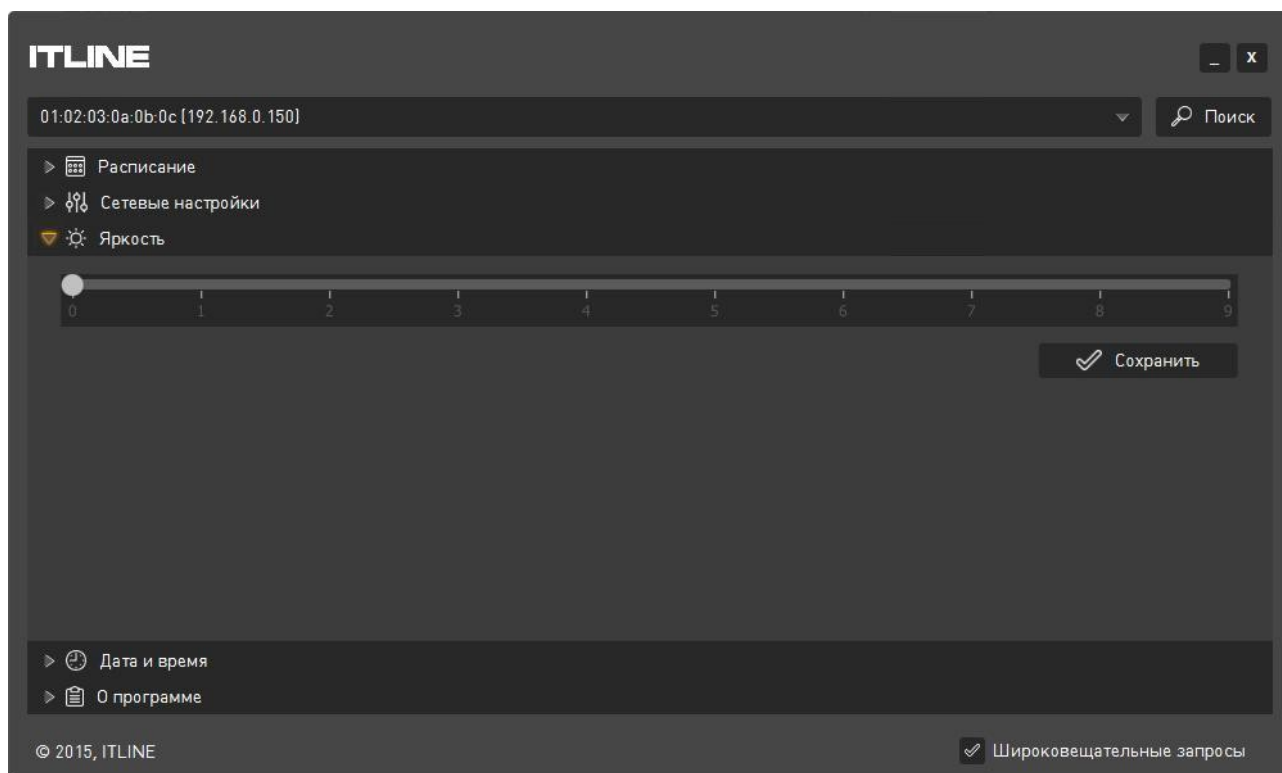 ITLINE
_ X
01:02:03:0a:0b:0c [192.168.0.150] Поиск
Расписание
Сетевые настройки
Яркость
0 1 2 3 4 5 6 7 8 9
Сохранить
Дата и время
О программе
© 2015, ITLINE Широковещательные запросы